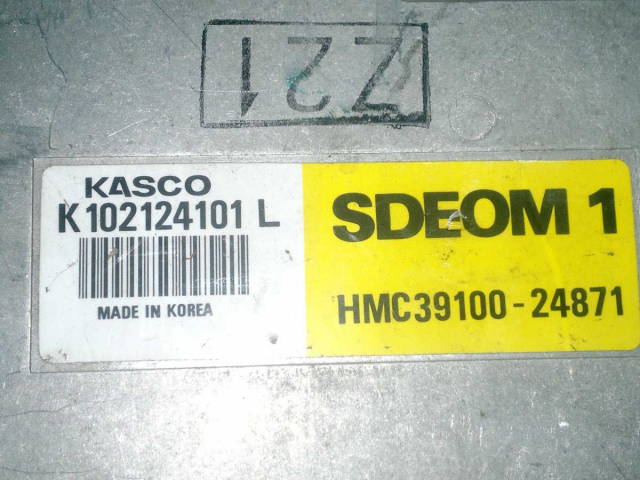 Z21
KASCO
K102124101 L
MADE IN KOREA
SDEOM 1
HMC39100-24871